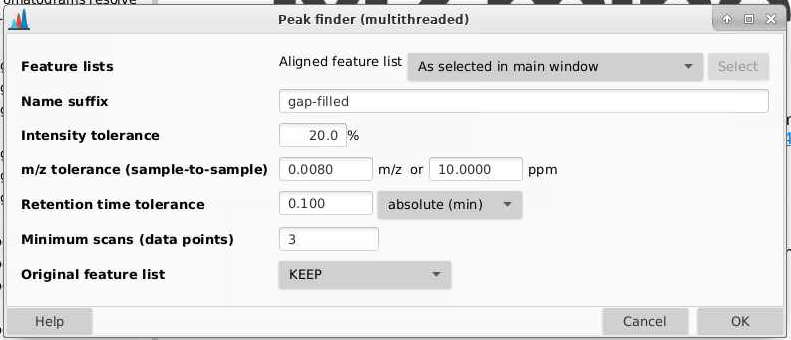 Peak finder (multithreaded)
Feature lists Aligned feature list As selected in main window Select
Name suffix gap-filled
Intensity tolerance 20.0 %
m/z tolerance (sample-to-sample) 0.0080 m/z or 10.0000 ppm
Retention time tolerance 0.100 absolute (min)
Minimum scans (data points) 3
Original feature list KEEP
Help Cancel OK